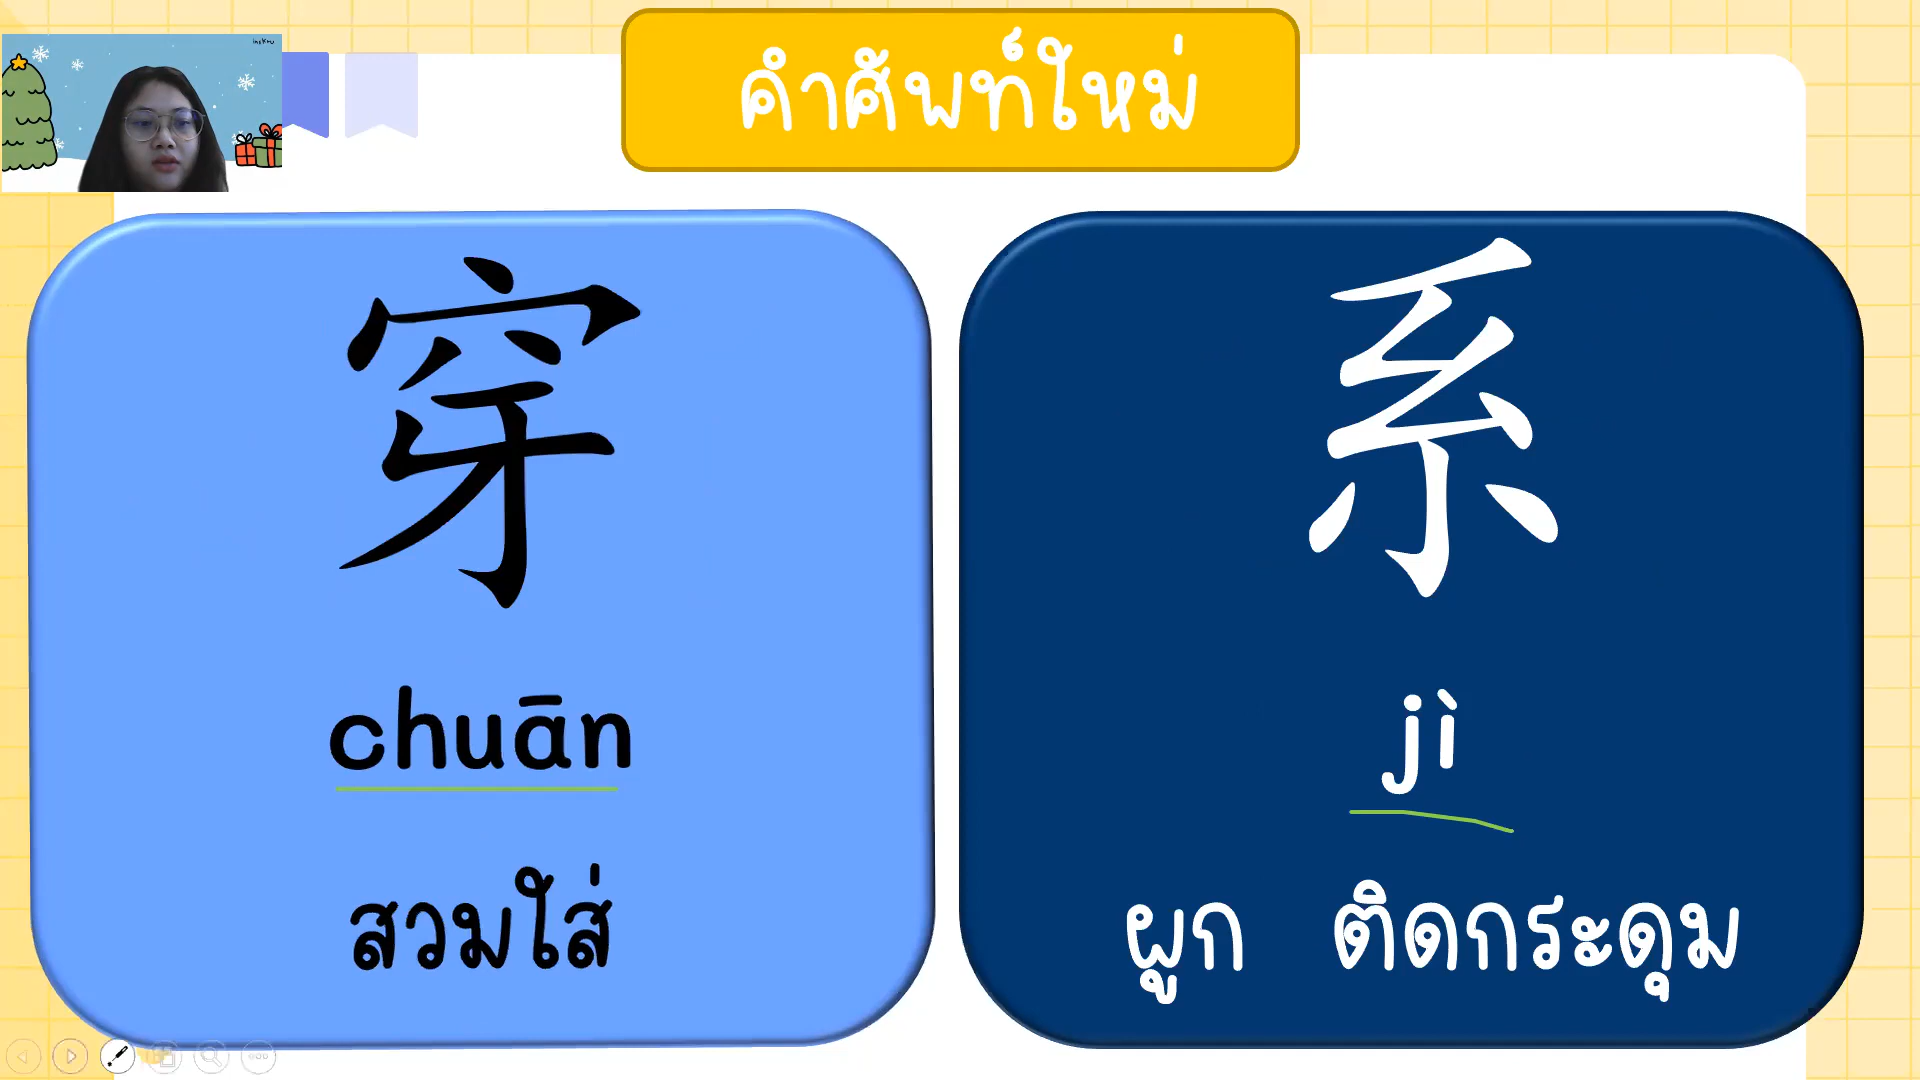 คำศัพท์ใหม่
穿
chuān
สวมใส่
系
jì
ผูก ติดกระดุม